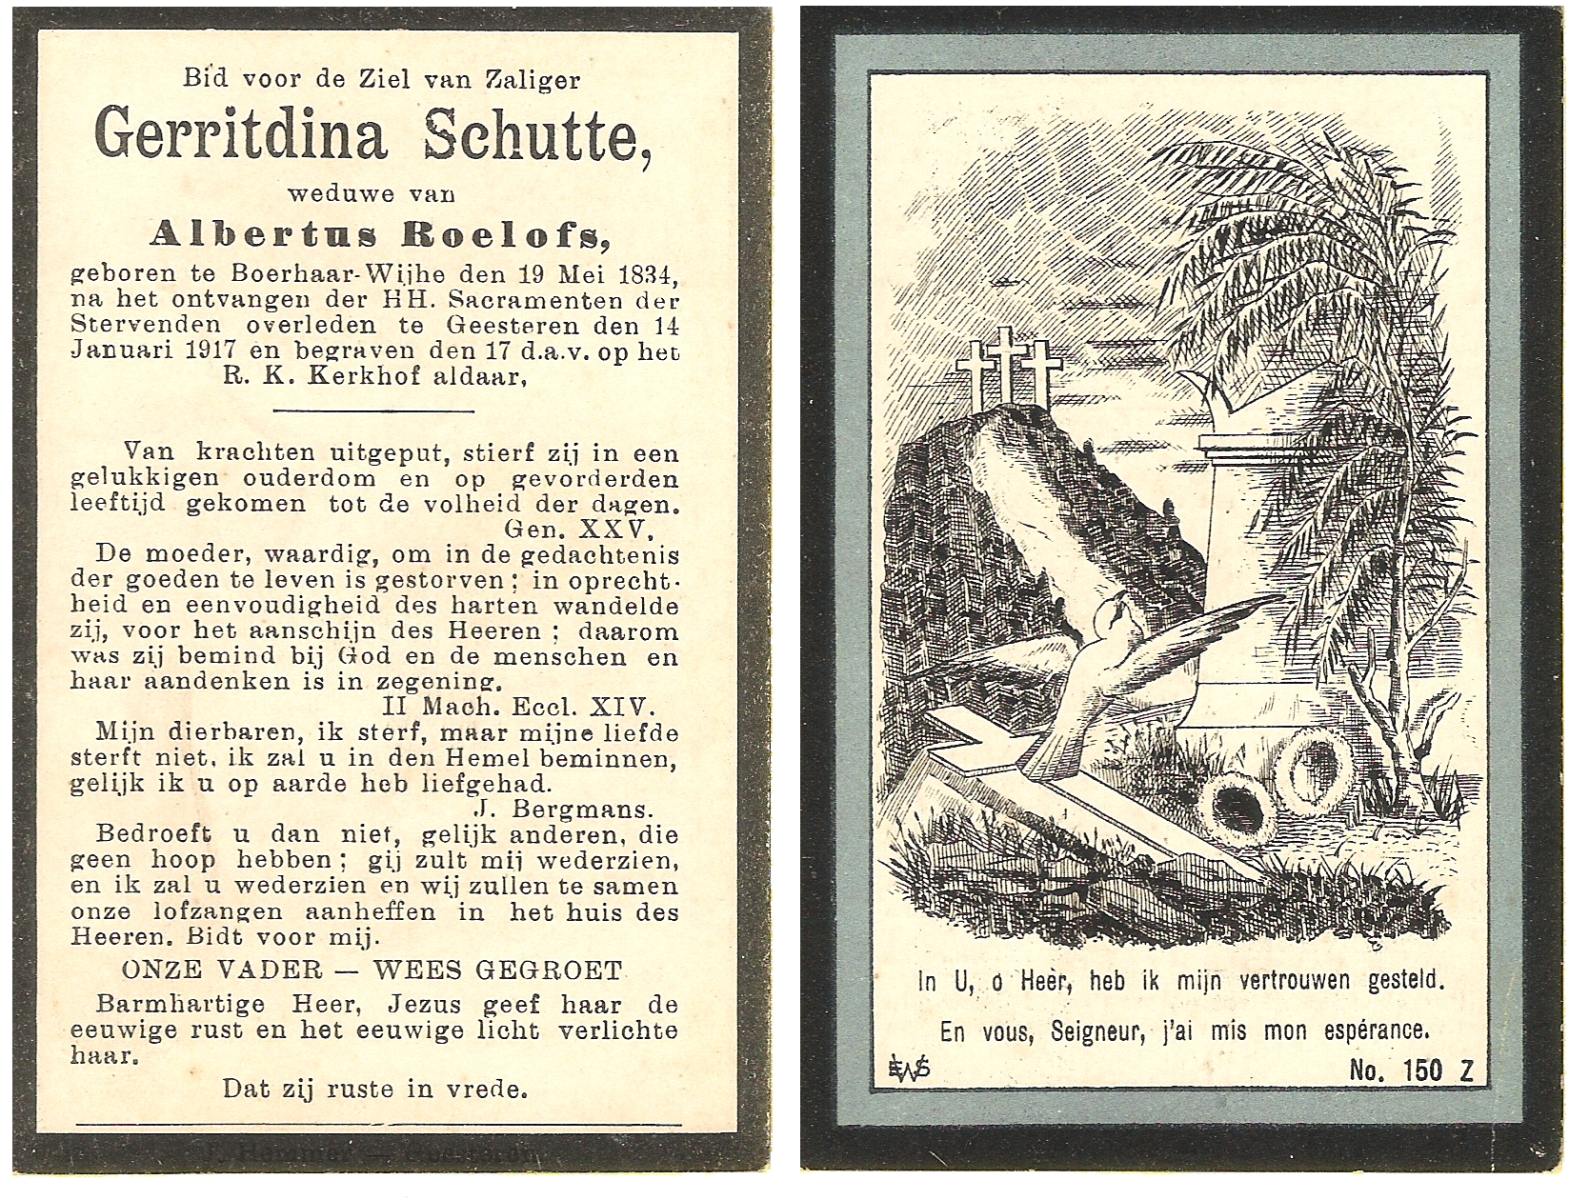 Bid voor de Ziel van Zaliger
Gerritdina Schutte,
weduwe van
Albertus Roelofs,
geboren te Boerhaar-Wijhe den 19 Mei 1834,
na het ontvangen der HH. Sacramenten der
Stervenden overleden te Geesteren den 14
Januari 1917 en begraven den 17 d.a.v. op het
R. K. Kerkhof aldaar,
Van krachten uitgeput, stierf zij in een
gelukkigen ouderdom en op gevorderden
leeftijd gekomen tot de volheid der dagen.
Gen. XXV.
De moeder, waardig, om in de gedachtenis
der goeden te leven is gestorven; in oprecht-
heid en eenvoudigheid des harten wandelde
zij, voor het aanschijn des Heeren; daarom
was zij bemind bij God en de menschen en
haar aandenken is in zegening.
II Mach. Eccl. XIV.
Mijn dierbaren, ik sterf, maar mijne liefde
sterft niet, ik zal u in den Hemel beminnen,
gelijk ik u op aarde heb liefgehad.
J. Bergmans.
Bedroeft u dan niet, gelijk anderen, die
geen hoop hebben; gij zult mij wederzien,
en ik zal u wederzien en wij zullen te samen
onze lofzangen aanheffen in het huis des
Heeren. Bidt voor mij.
ONZE VADER — WEES GEGROET
Barmhartige Heer, Jezus geef haar de
eeuwige rust en het eeuwige licht verlichte
haar.
Dat zij ruste in vrede.
J. Hemmer — Geesteren
In U, o Heer, heb ik mijn vertrouwen gesteld.
En vous, Seigneur, j'ai mis mon espérance.
No. 150 Z